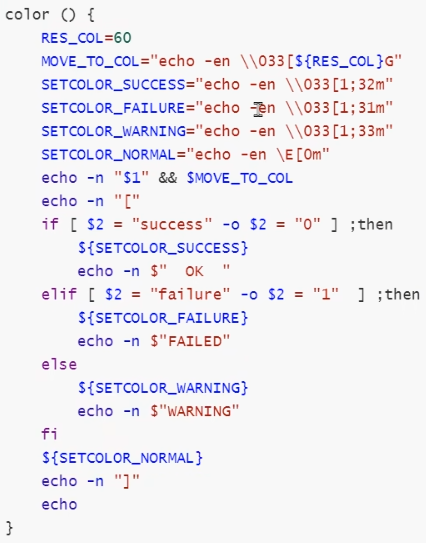 color () {
    RES_COL=60
    MOVE_TO_COL="echo -en \\033[${RES_COL}G"
    SETCOLOR_SUCCESS="echo -en \\033[1;32m"
    SETCOLOR_FAILURE="echo -en \\033[1;31m"
    SETCOLOR_WARNING="echo -en \\033[1;33m"
    SETCOLOR_NORMAL="echo -en \E[0m"
    echo -n "$1" && $MOVE_TO_COL
    echo -n "["
    if [ $2 = "success" -o $2 = "0" ] ;then
        ${SETCOLOR_SUCCESS}
        echo -n $"  OK  "
    elif [ $2 = "failure" -o $2 = "1"  ] ;then
        ${SETCOLOR_FAILURE}
        echo -n $"FAILED"
    else
        ${SETCOLOR_WARNING}
        echo -n $"WARNING"
    fi
    ${SETCOLOR_NORMAL}
    echo -n "]"
    echo
}